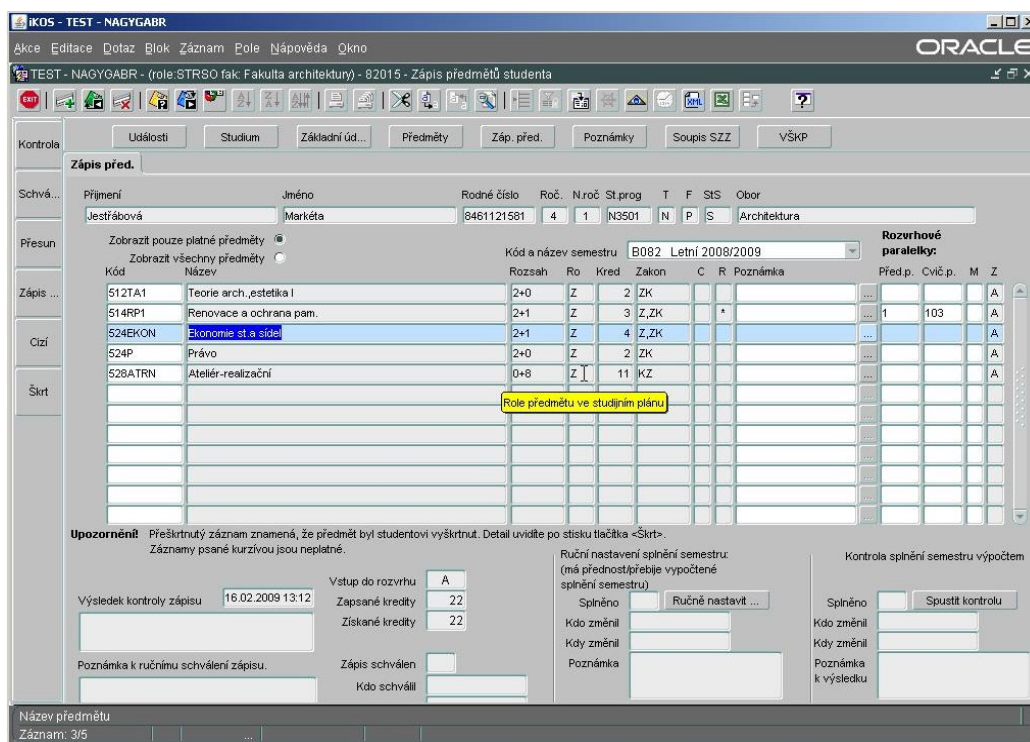 iKOS - TEST - NAGYGABR
Akce Editace Dotaz Blok Záznam Pole Nápověda Okno
ORACLE
TEST - NAGYGABR - (role:STRSO fak: Fakulta architektury) - 82015 - Zápis předmětů studenta
EXIT XML ?
Kontrola Události Studium Základní úd... Předměty Záp. před. Poznámky Soupis SZZ VŠKP
Zápis před.
Schvá... Příjmení Jméno Rodné číslo Roč. N.roč St.prog T F StS Obor
Jestřábová Markéta 8461121581 4 1 N3501 N P S Architektura
Přesun Zobrazit pouze platné předměty Rozvrhové
Zobrazit všechny předměty Kód a název semestru B082 Letní 2008/2009 paralelky:
Kód Název Rozsah Ro Kred Zakon C R Poznámka Před.p. Cvič.p. M Z
Zápis ... 512TA1 Teorie arch.,estetika I 2+0 Z 2 ZK ... A
514RP1 Renovace a ochrana pam. 2+1 Z 3 Z,ZK * ... 1 103 A
Cizí 524EKON Ekonomie st.a sídel 2+1 Z 4 Z,ZK ... A
524P Právo 2+0 Z 2 ZK ... A
528ATRN Ateliér-realizační 0+8 Z 11 KZ ... A
Škrt
Role předmětu ve studijním plánu
Upozornění! Přeškrtnutý záznam znamená, že předmět byl studentovi vyškrtnut. Detail uvidíte po stisku tlačítka <Škrt>.
Záznamy psané kurzívou jsou neplatné.
Ruční nastavení splnění semestru: Kontrola splnění semestru výpočtem
(má přednost/přebije vypočtené
splnění semestru)
Vstup do rozvrhu A
Výsledek kontroly zápisu 16.02.2009 13:12 Zapsané kredity 22 Splněno Ručně nastavit ... Splněno Spustit kontrolu
Získané kredity 22 Kdo změnil Kdo změnil
Kdy změnil Kdy změnil
Poznámka k ručnímu schválení zápisu. Zápis schválen Poznámka Poznámka
k výsledku
Kdo schválil
Název předmětu
Záznam: 3/5 ...